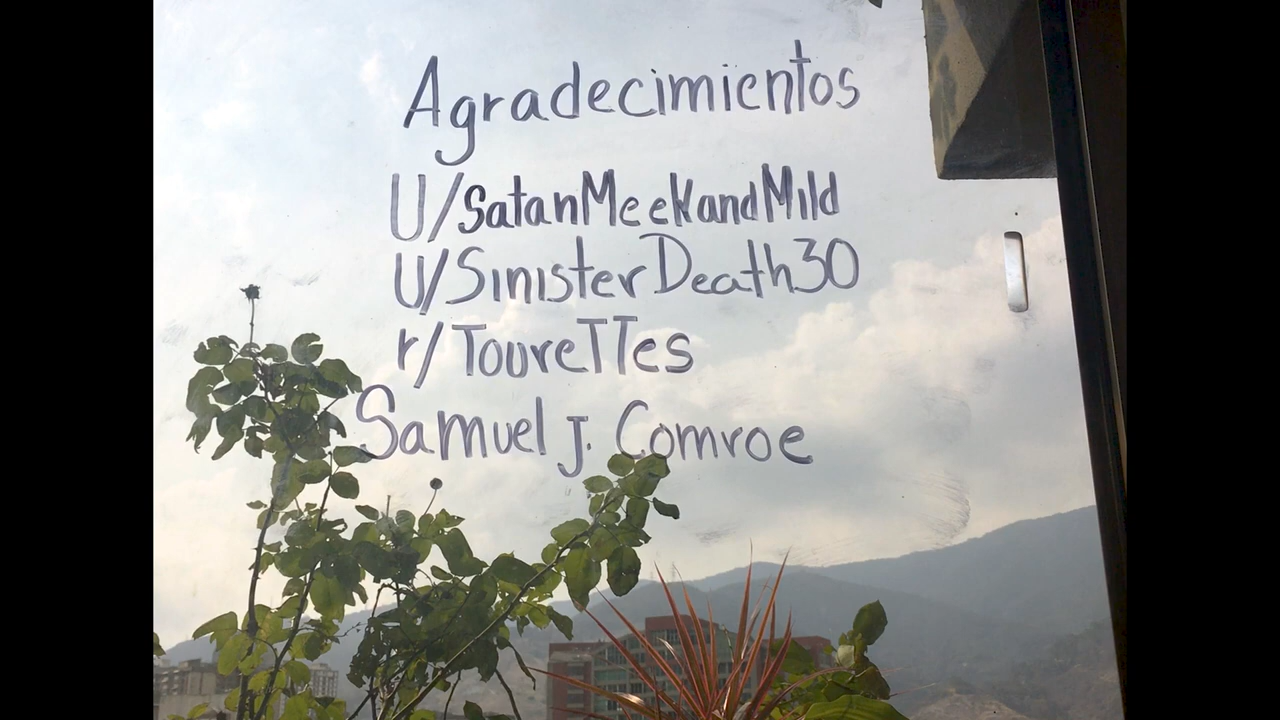 Agradecimientos
U/SatanMeekandMild
U/SinisterDeath30
r/ToureTTes
Samuel J. Comroe